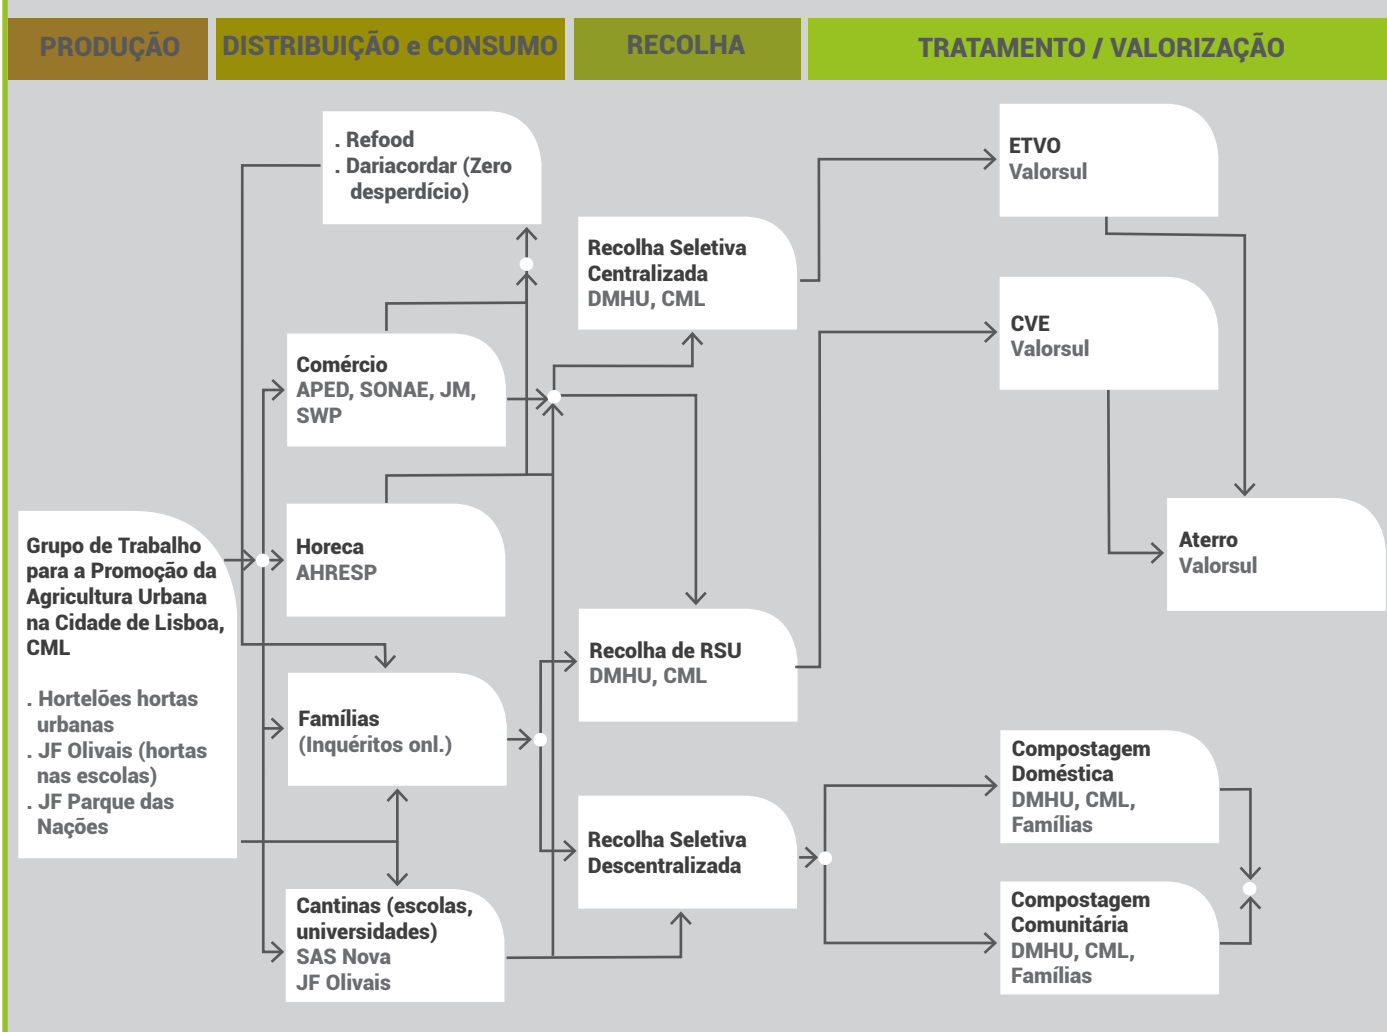 PRODUÇÃO
DISTRIBUIÇÃO e CONSUMO
RECOLHA
TRATAMENTO / VALORIZAÇÃO
Grupo de Trabalho
para a Promoção da
Agricultura Urbana
na Cidade de Lisboa,
CML
. Hortelões hortas
urbanas
. JF Olivais (hortas
nas escolas)
. JF Parque das
Nações
. Refood
. Dariacordar (Zero
desperdício)
Comércio
APED, SONAE, JM,
SWP
Horeca
AHRESP
Famílias
(Inquéritos onl.)
Cantinas (escolas,
universidades)
SAS Nova
JF Olivais
Recolha Seletiva
Centralizada
DMHU, CML
Recolha de RSU
DMHU, CML
Recolha Seletiva
Descentralizada
ETVO
Valorsul
CVE
Valorsul
Aterro
Valorsul
Compostagem
Doméstica
DMHU, CML,
Famílias
Compostagem
Comunitária
DMHU, CML,
Famílias